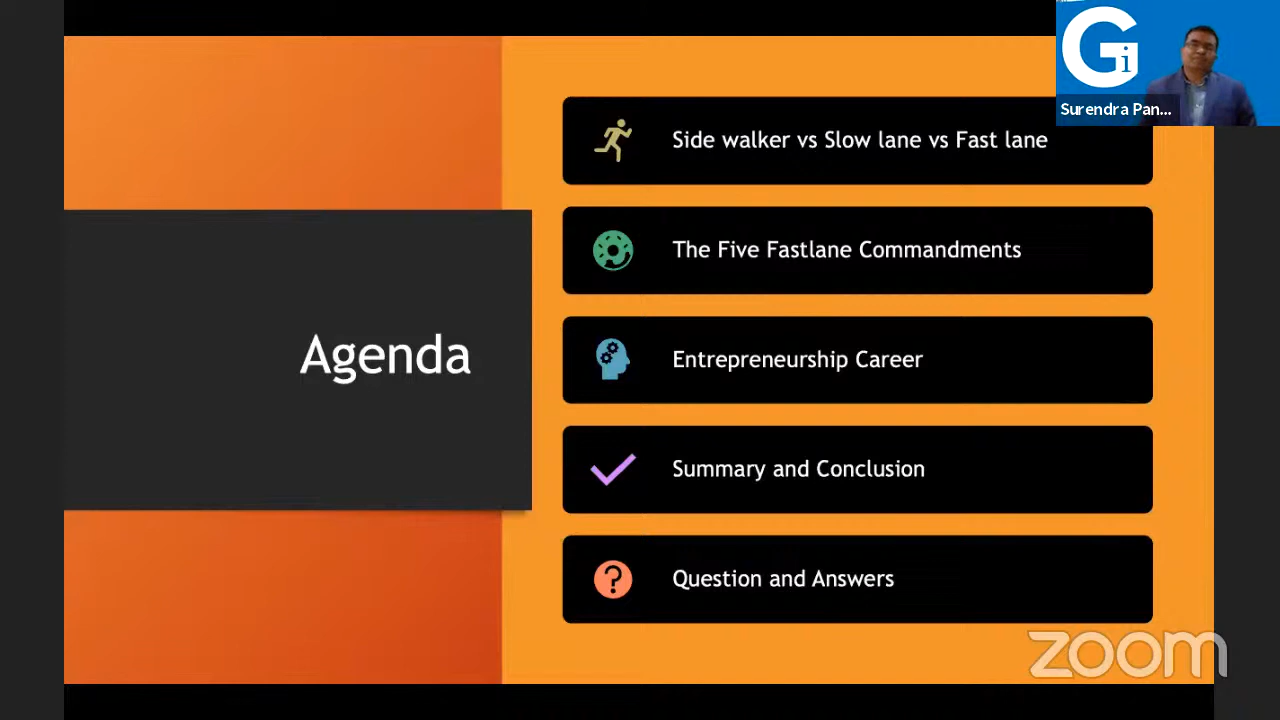 Gi
Surendra Pan...
Side walker vs Slow lane vs Fast lane
The Five Fastlane Commandments
Agenda
Entrepreneurship Career
Summary and Conclusion
Question and Answers
zoom